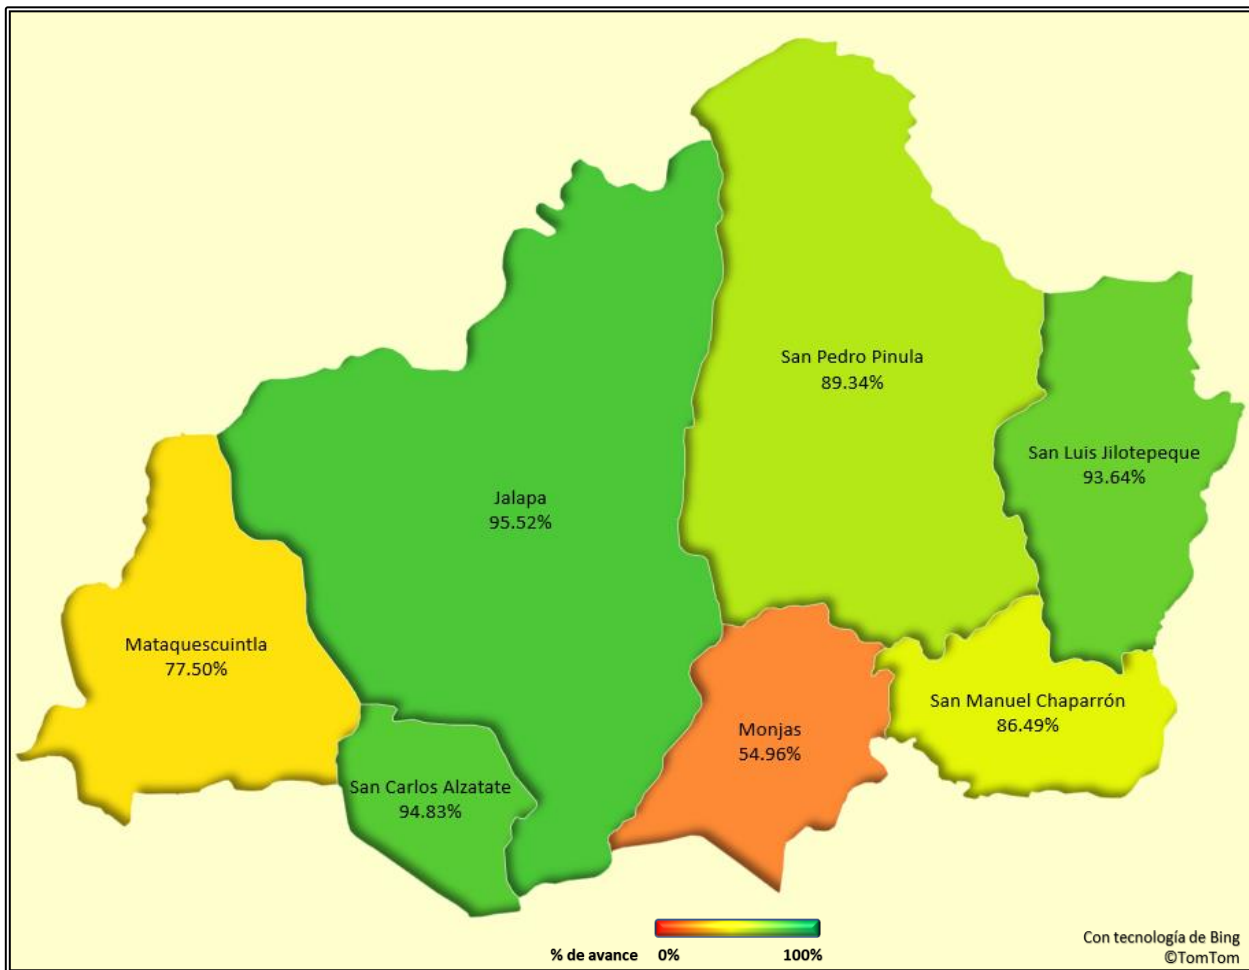 San Pedro Pinula
89.34%
San Luis Jilotepeque
93.64%
Jalapa
95.52%
Mataquescuintla
77.50%
San Manuel Chaparrón
86.49%
Monjas
54.96%
San Carlos Alzatate
94.83%
% de avance 0% 100%
Con tecnología de Bing
©TomTom